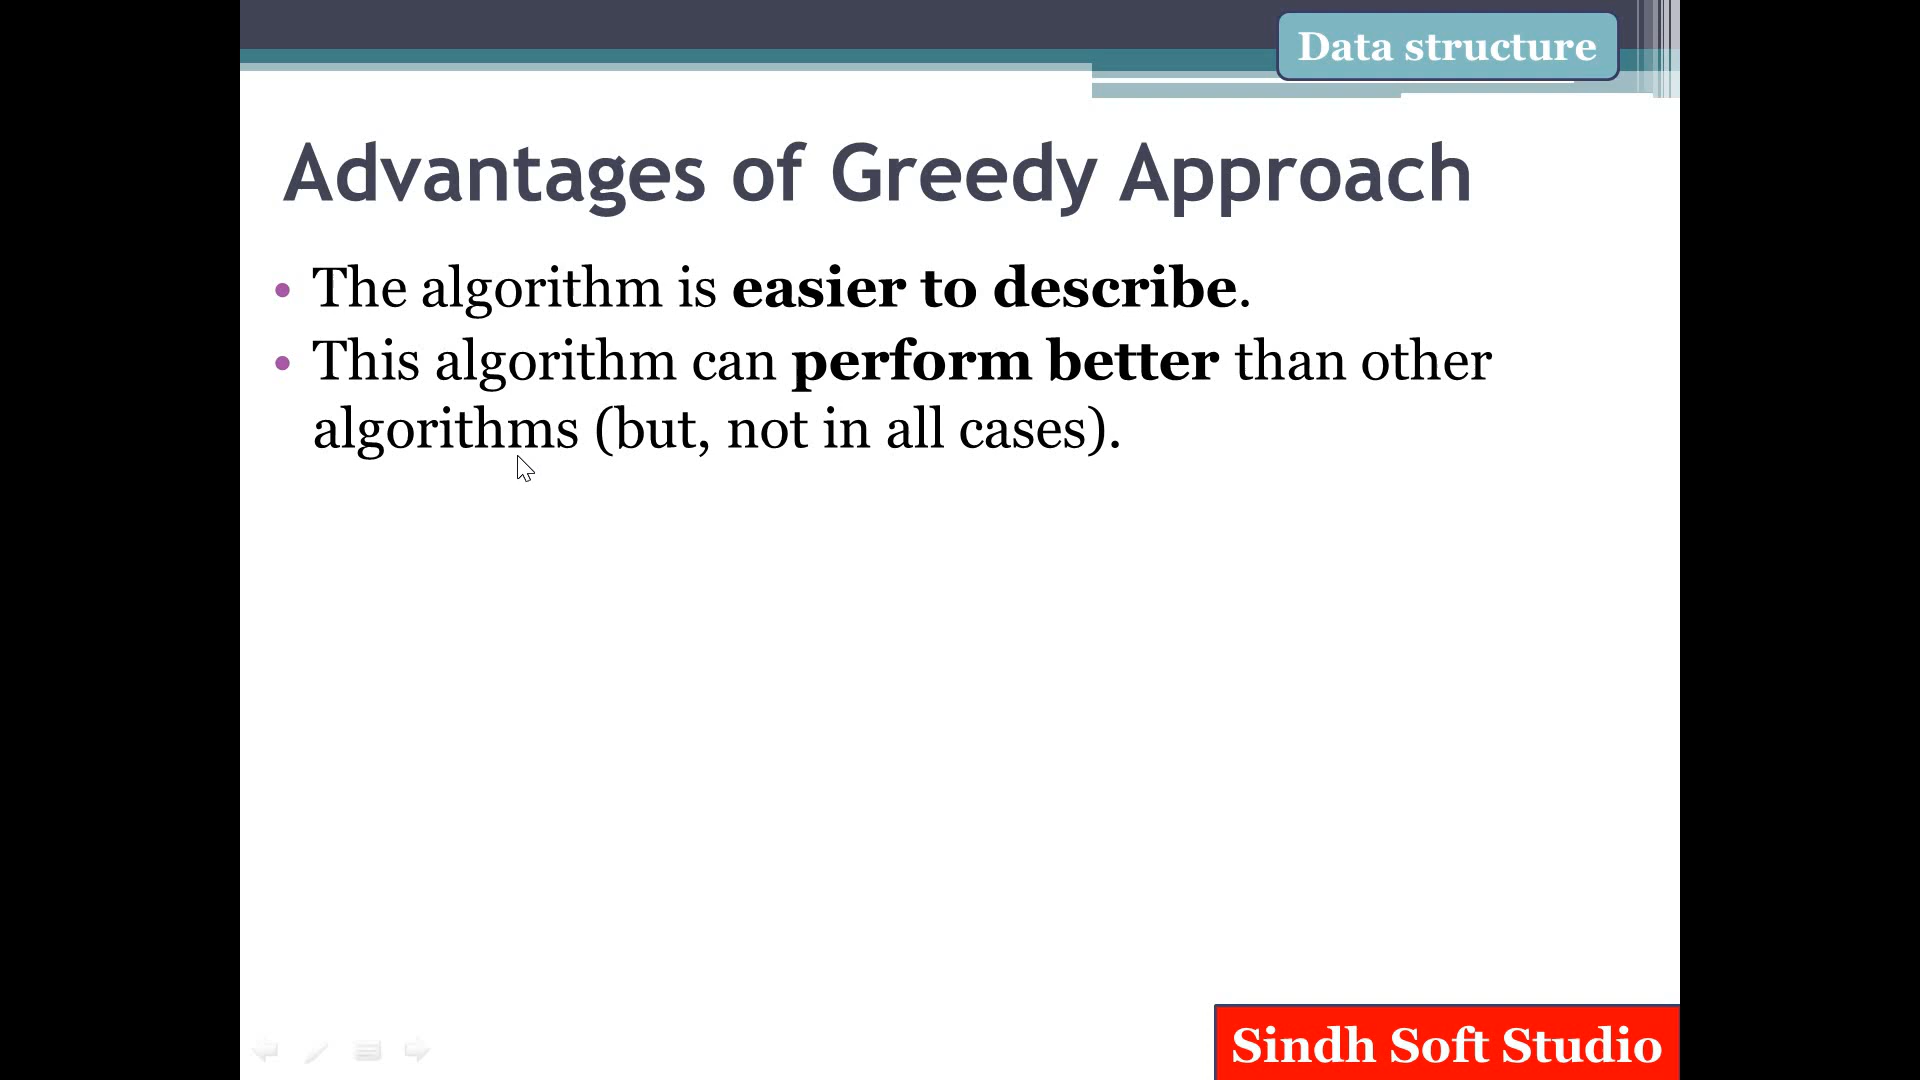 Data structure
Advantages of Greedy Approach
• The algorithm is easier to describe.
• This algorithm can perform better than other
algorithms (but, not in all cases).
Sindh Soft Studio